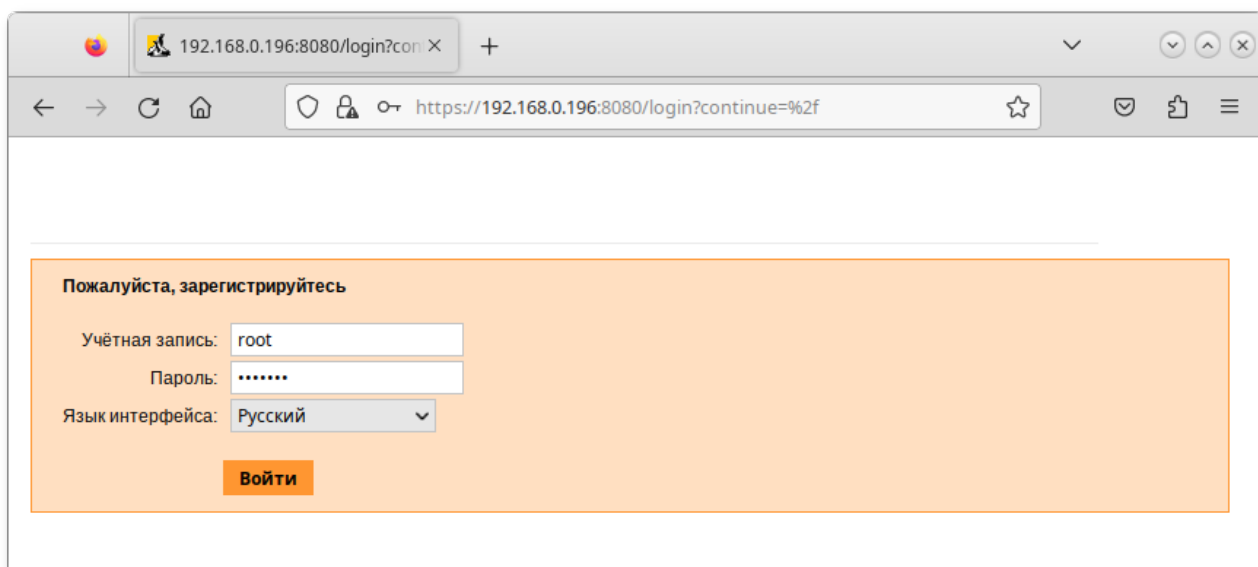 192.168.0.196:8080/login?con
https://192.168.0.196:8080/login?continue=%2f
Пожалуйста, зарегистрируйтесь
Учётная запись: root
Пароль: •••••••
Язык интерфейса: Русский
Войти